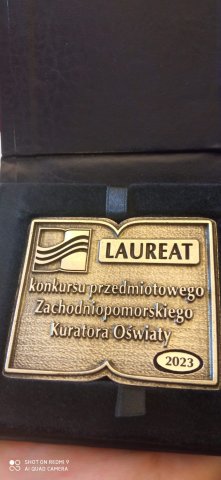 LAUREAT
konkursu przedmiotowego
Zachodniopomorskiego
Kuratora Oświaty
2023
SHOT ON REDMI 9
AI QUAD CAMERA